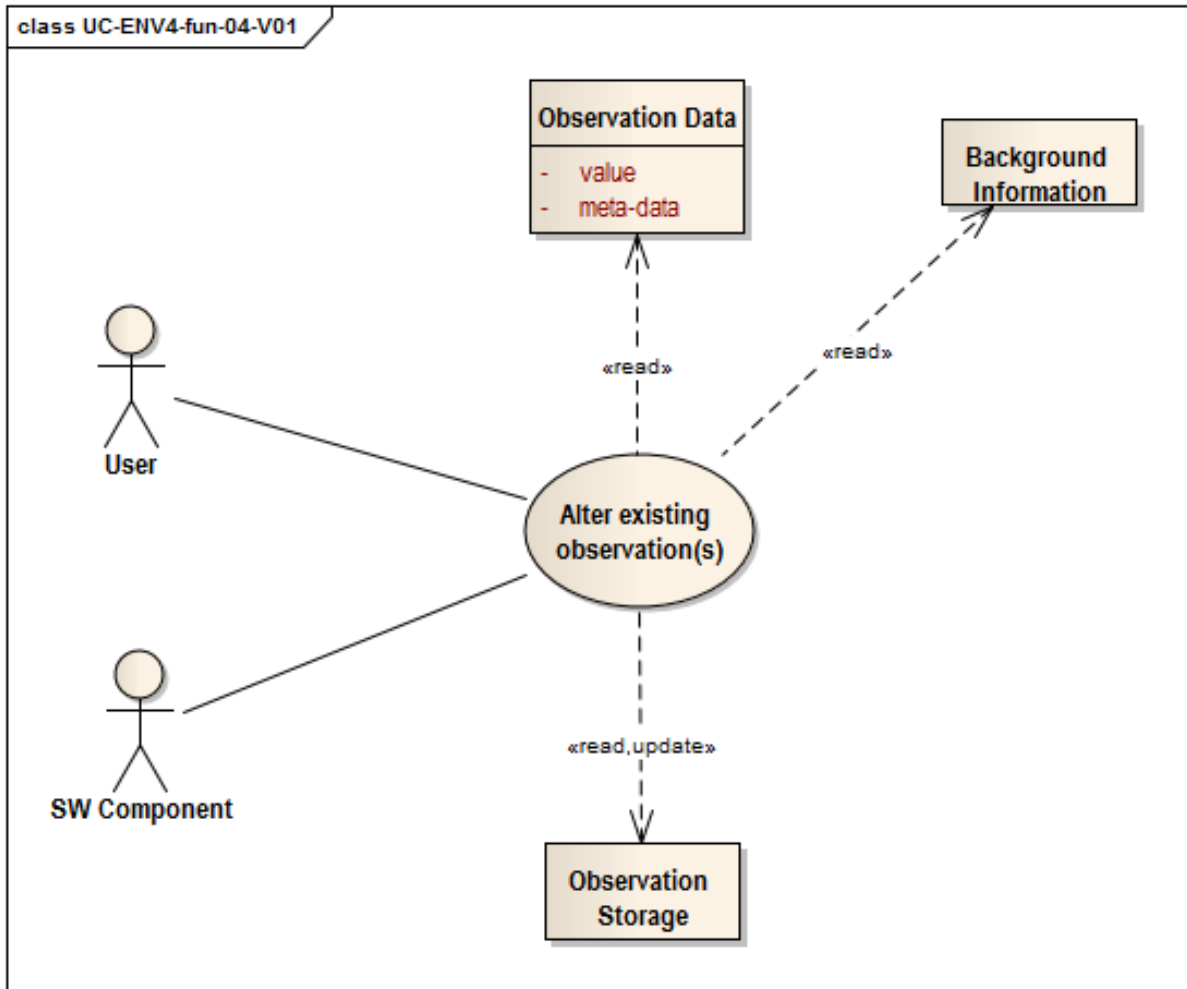 class UC-ENV4-fun-04-V01
Observation Data
- value
- meta-data
Background
Information
«read»
«read»
User
Alter existing
observation(s)
«read,update»
SW Component
Observation
Storage